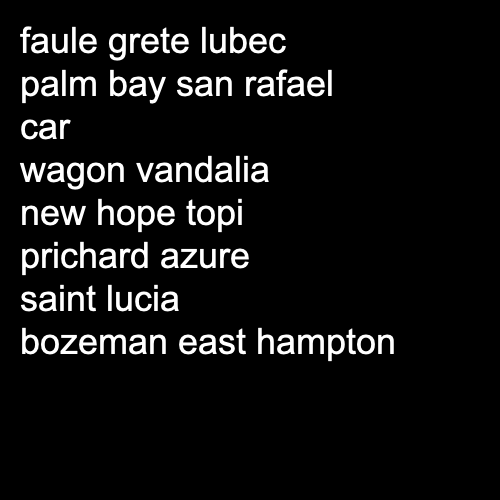 faule grete lubec
palm bay san rafael
car
wagon vandalia
new hope topi
prichard azure
saint lucia
bozeman east hampton